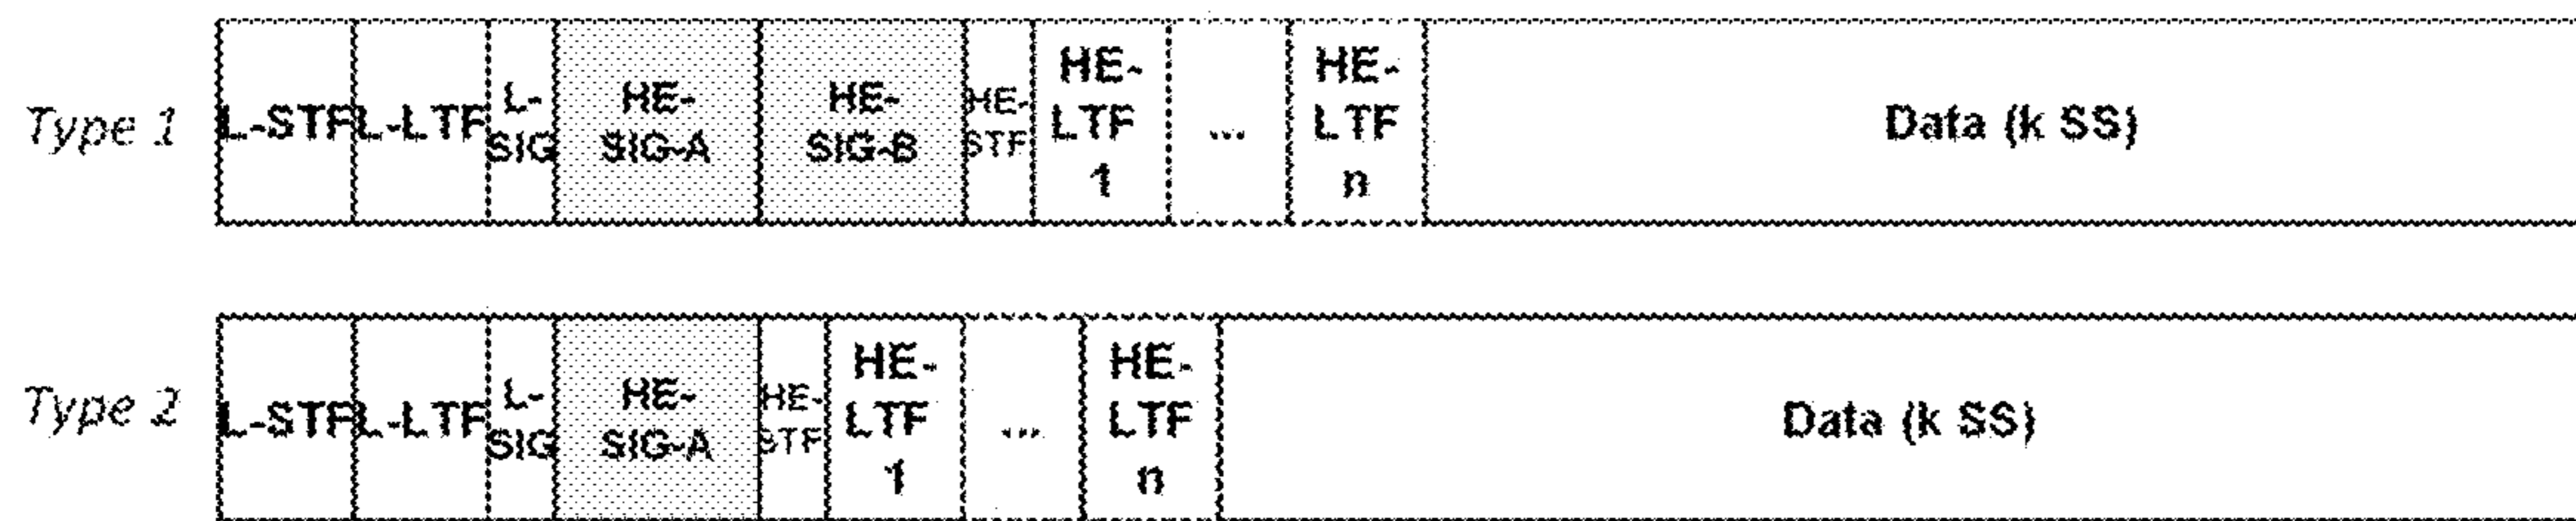 Type 1 L-STF L-LTF L-SIG HE-SIG-A HE-SIG-B HE-STF HE-LTF 1 ... HE-LTF n Data (k SS)
Type 2 L-STF L-LTF L-SIG HE-SIG-A HE-STF HE-LTF 1 ... HE-LTF n Data (k SS)